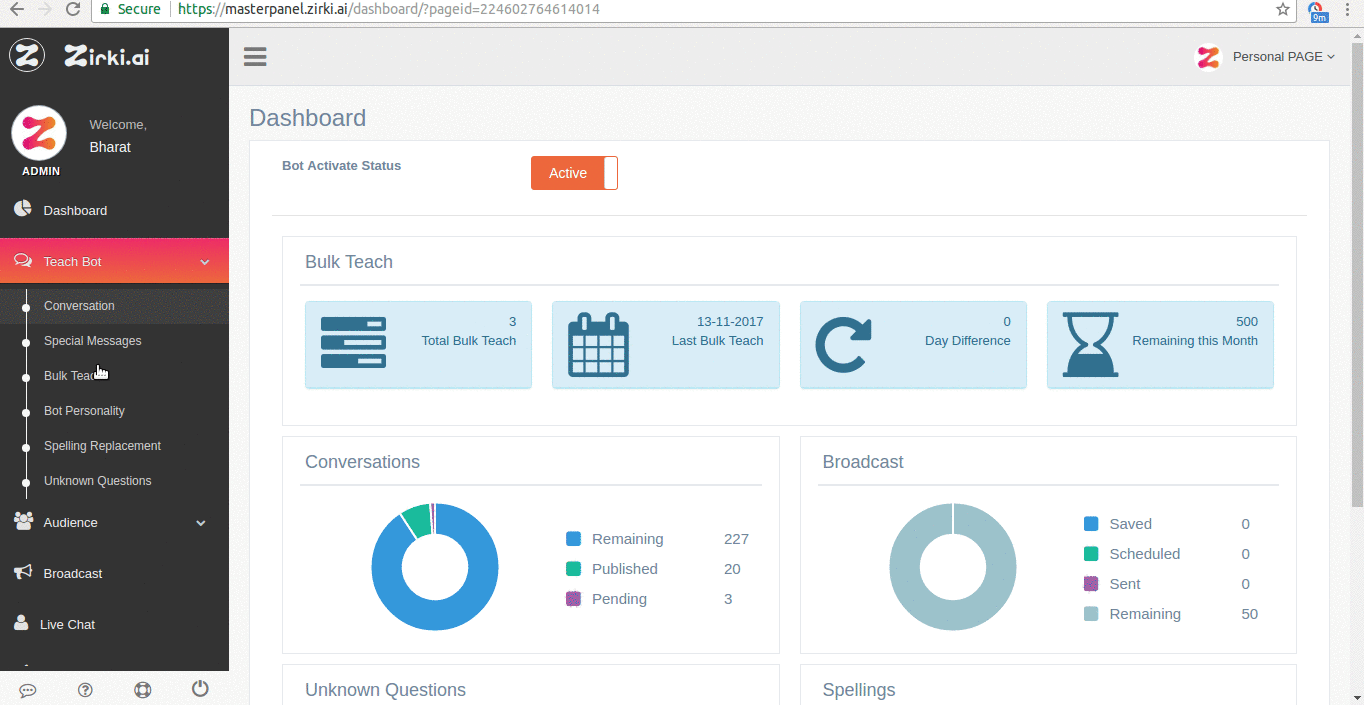 Secure https://masterpanel.zirki.ai/dashboard/?pageid=224602764614014
9m
Zirki.ai
Personal PAGE
Welcome,
Bharat
ADMIN
Dashboard
Teach Bot
Conversation
Special Messages
Bulk Teach
Bot Personality
Spelling Replacement
Unknown Questions
Audience
Broadcast
Live Chat
Dashboard
Bot Activate Status
Active
Bulk Teach
3
Total Bulk Teach
13-11-2017
Last Bulk Teach
0
Day Difference
500
Remaining this Month
Conversations
Remaining 227
Published 20
Pending 3
Broadcast
Saved 0
Scheduled 0
Sent 0
Remaining 50
Unknown Questions
Spellings